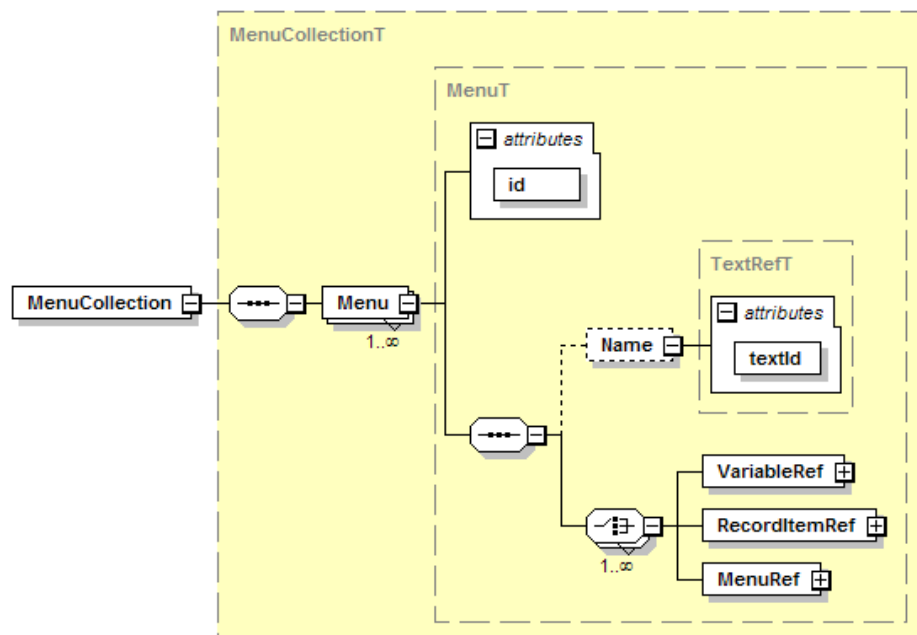 MenuCollectionT
MenuT
attributes
id
TextRefT
MenuCollection
Menu
1..∞
attributes
Name
textId
VariableRef
RecordItemRef
1..∞
MenuRef